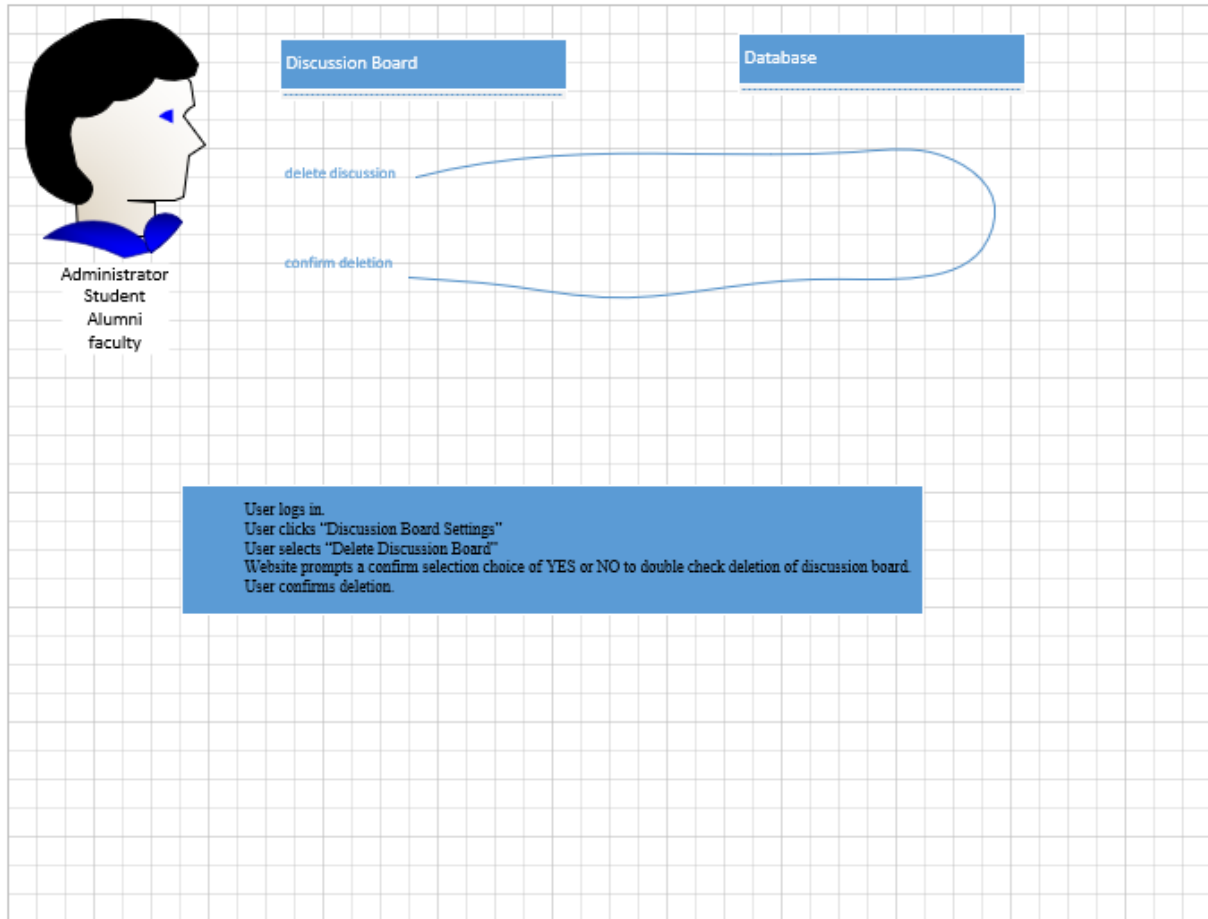 Discussion Board
Database
delete discussion
confirm deletion
Administrator
Student
Alumni
faculty
User logs in.
User clicks “Discussion Board Settings”
User selects “Delete Discussion Board”
Website prompts a confirm selection choice of YES or NO to double check deletion of discussion board.
User confirms deletion.